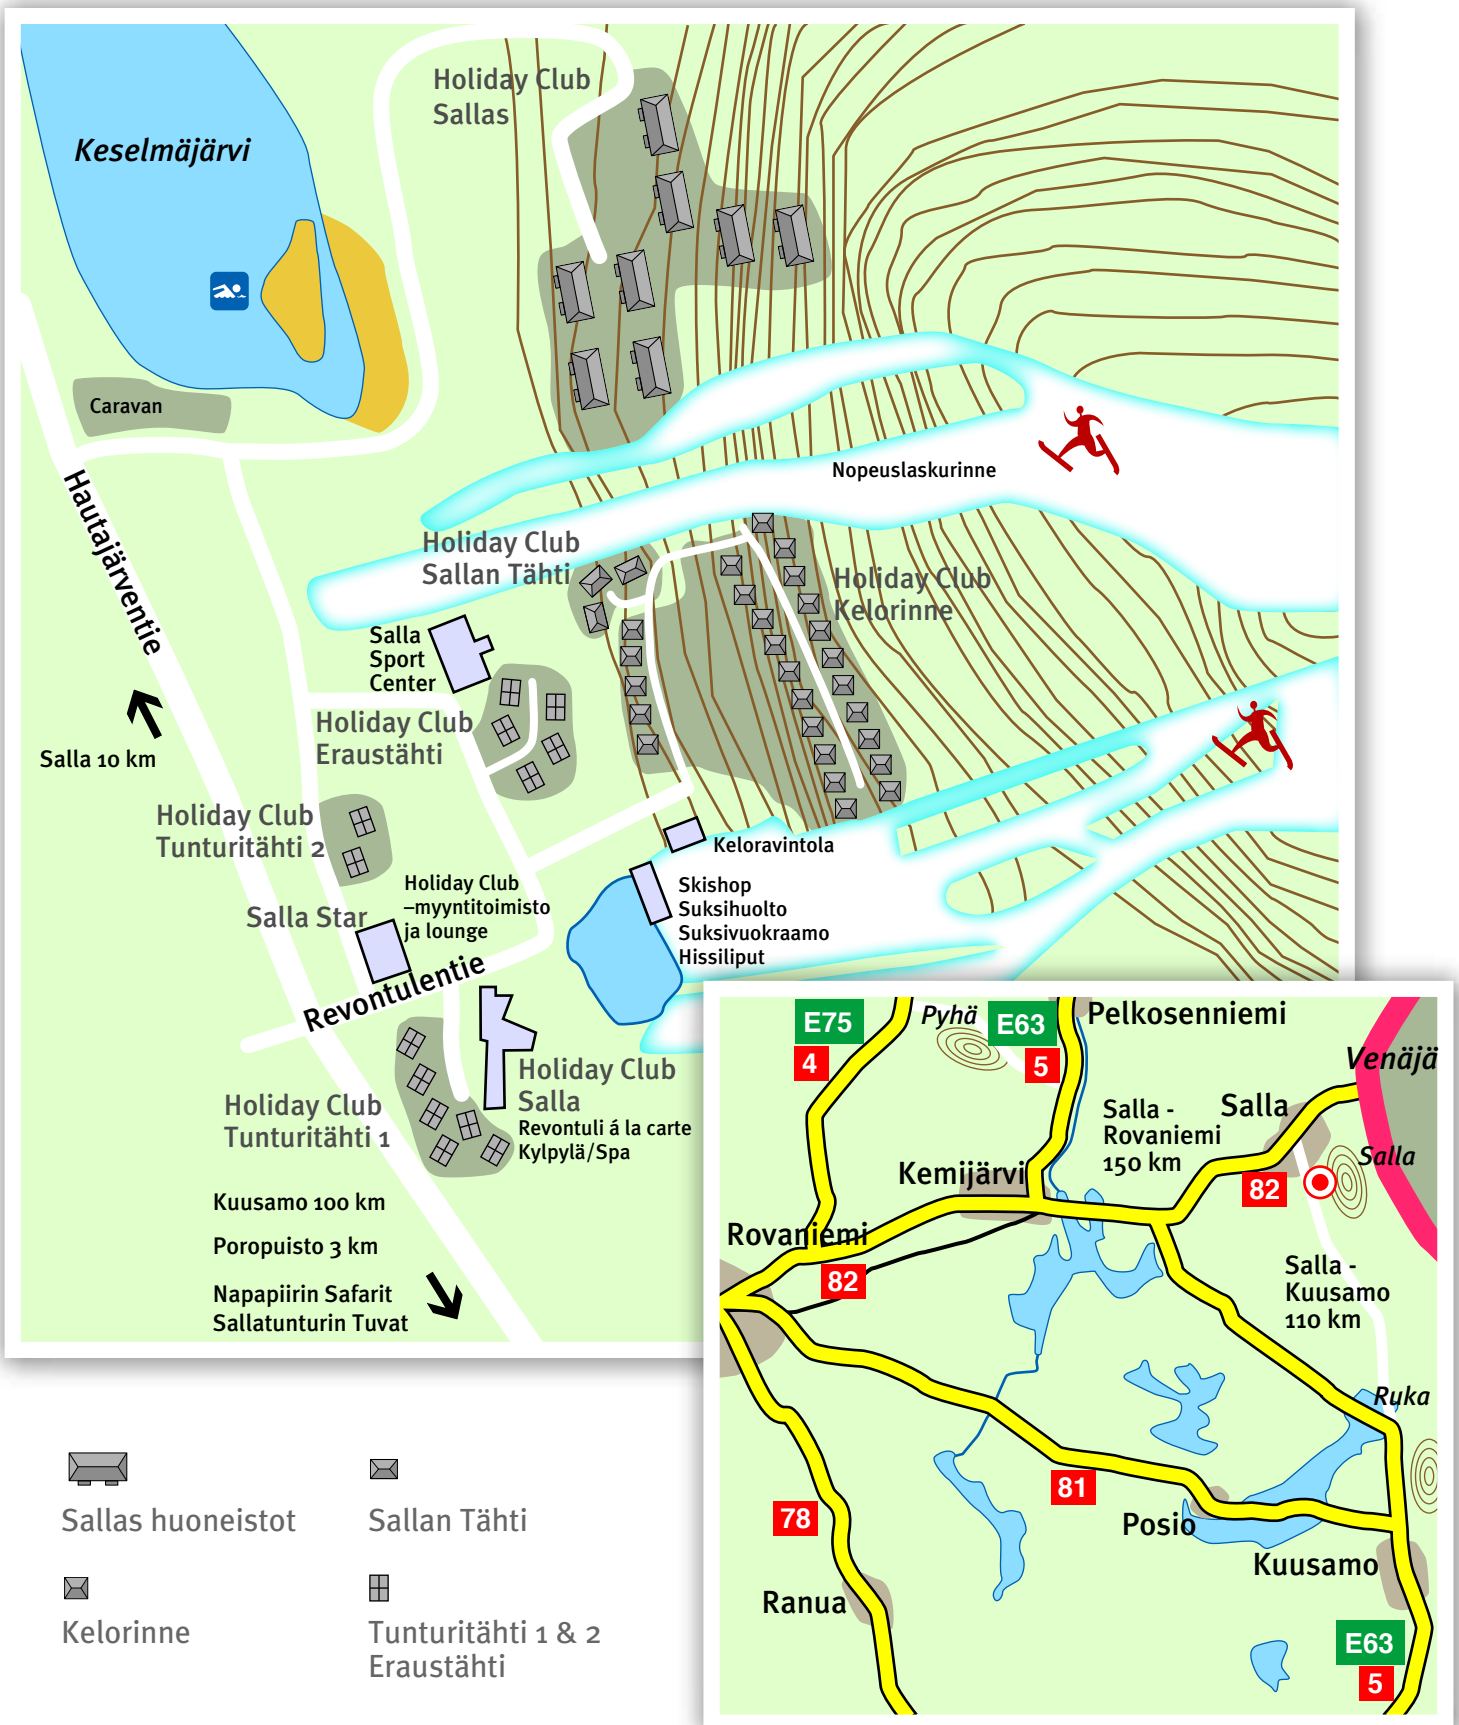 Holiday Club
Sallas
Keselmäjärvi
Caravan
Nopeuslaskurinne
Hautajärventie
Holiday Club
Sallan Tähti
Holiday Club
Kelorinne
Salla
Sport
Center
Holiday Club
Eraustähti
Salla 10 km
Holiday Club
Tunturitähti 2
Keloravintola
Holiday Club
–myyntitoimisto
ja lounge
Skishop
Suksihuolto
Suksivuokraamo
Hissiliput
Salla Star
Revontulentie
Holiday Club
Salla
Revontuli á la carte
Kylpylä/Spa
Holiday Club
Tunturitähti 1
Kuusamo 100 km
Poropuisto 3 km
Napapiirin Safarit
Sallatunturin Tuvat
E75
4
Pyhä
E63
5
Pelkosenniemi
Venäjä
Salla -
Rovaniemi
150 km
Salla
Salla
82
Kemijärvi
Rovaniemi
82
Salla -
Kuusamo
110 km
Ruka
81
78
Posio
Kuusamo
Ranua
E63
5
Sallas huoneistot
Sallan Tähti
Kelorinne
Tunturitähti 1 & 2
Eraustähti